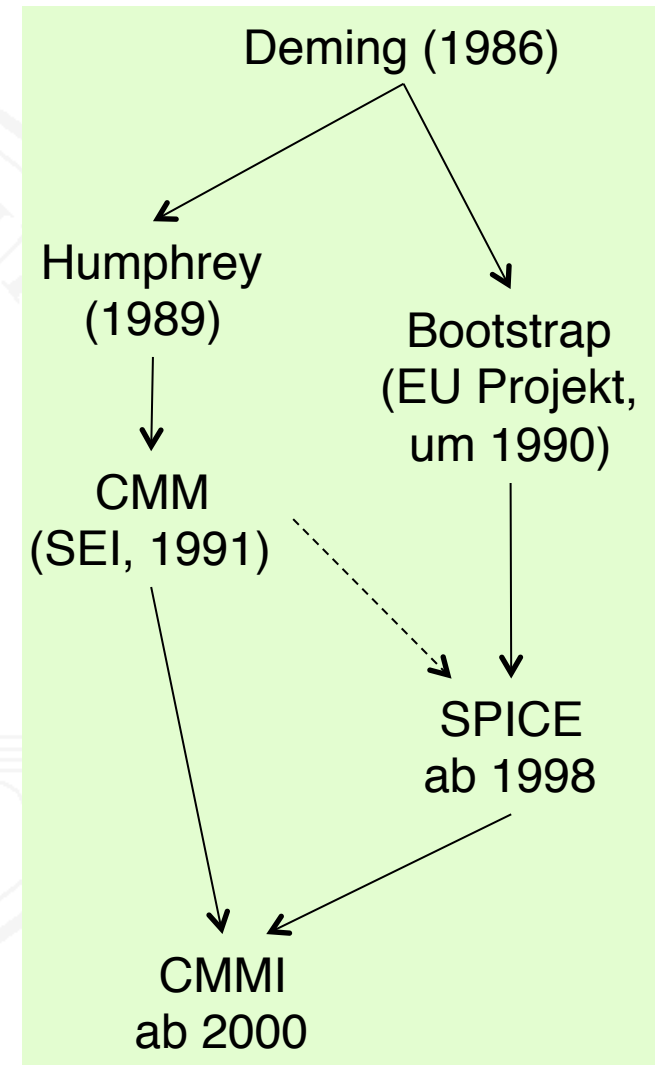 Deming (1986)
Humphrey
(1989)
Bootstrap
(EU Projekt,
um 1990)
CMM
(SEI, 1991)
SPICE
ab 1998
CMMI
ab 2000